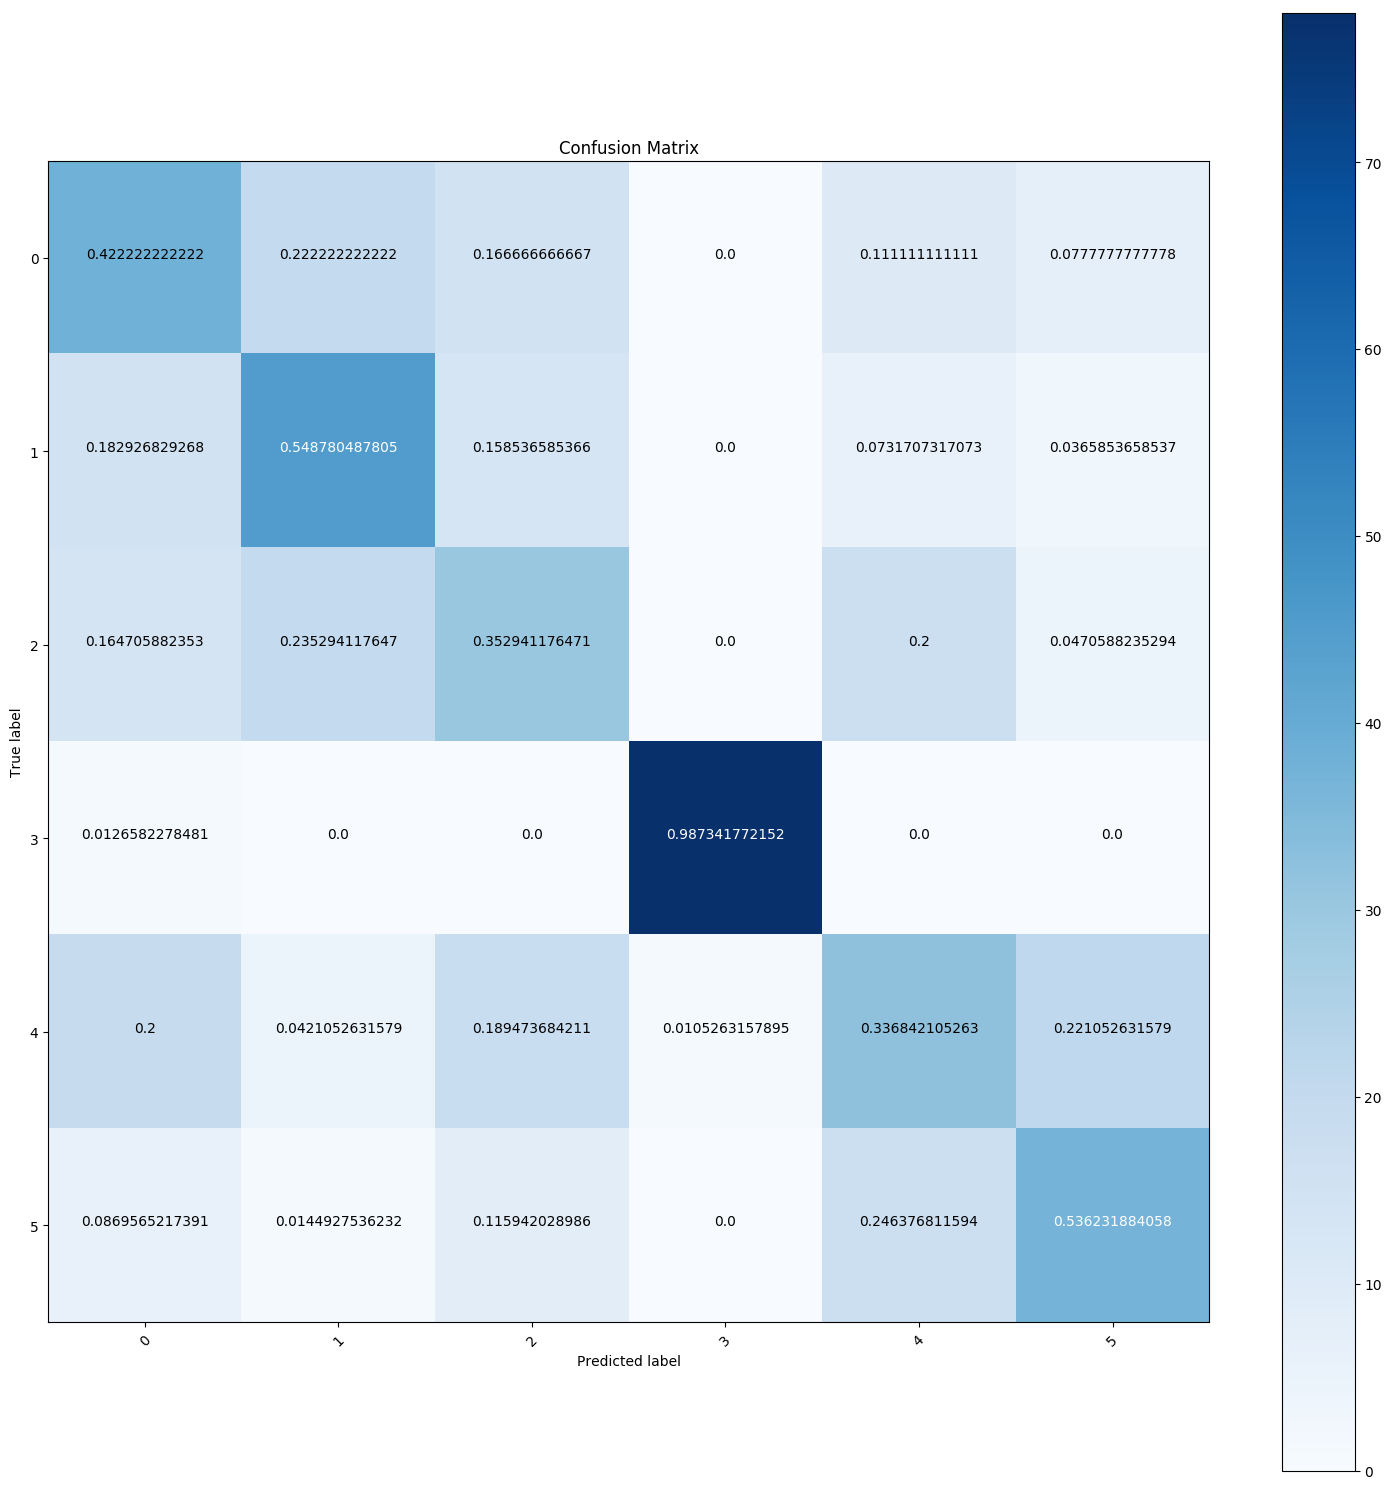 Confusion Matrix
0 0.422222222222 0.222222222222 0.166666666667 0.0 0.111111111111 0.0777777777778
1 0.182926829268 0.548780487805 0.158536585366 0.0 0.0731707317073 0.0365853658537
2 0.164705882353 0.235294117647 0.352941176471 0.0 0.2 0.0470588235294
3 0.0126582278481 0.0 0.0 0.987341772152 0.0 0.0
4 0.2 0.0421052631579 0.189473684211 0.0105263157895 0.336842105263 0.221052631579
5 0.0869565217391 0.0144927536232 0.115942028986 0.0 0.246376811594 0.536231884058
True label
0 1 2 3 4 5
Predicted label
70
60
50
40
30
20
10
0